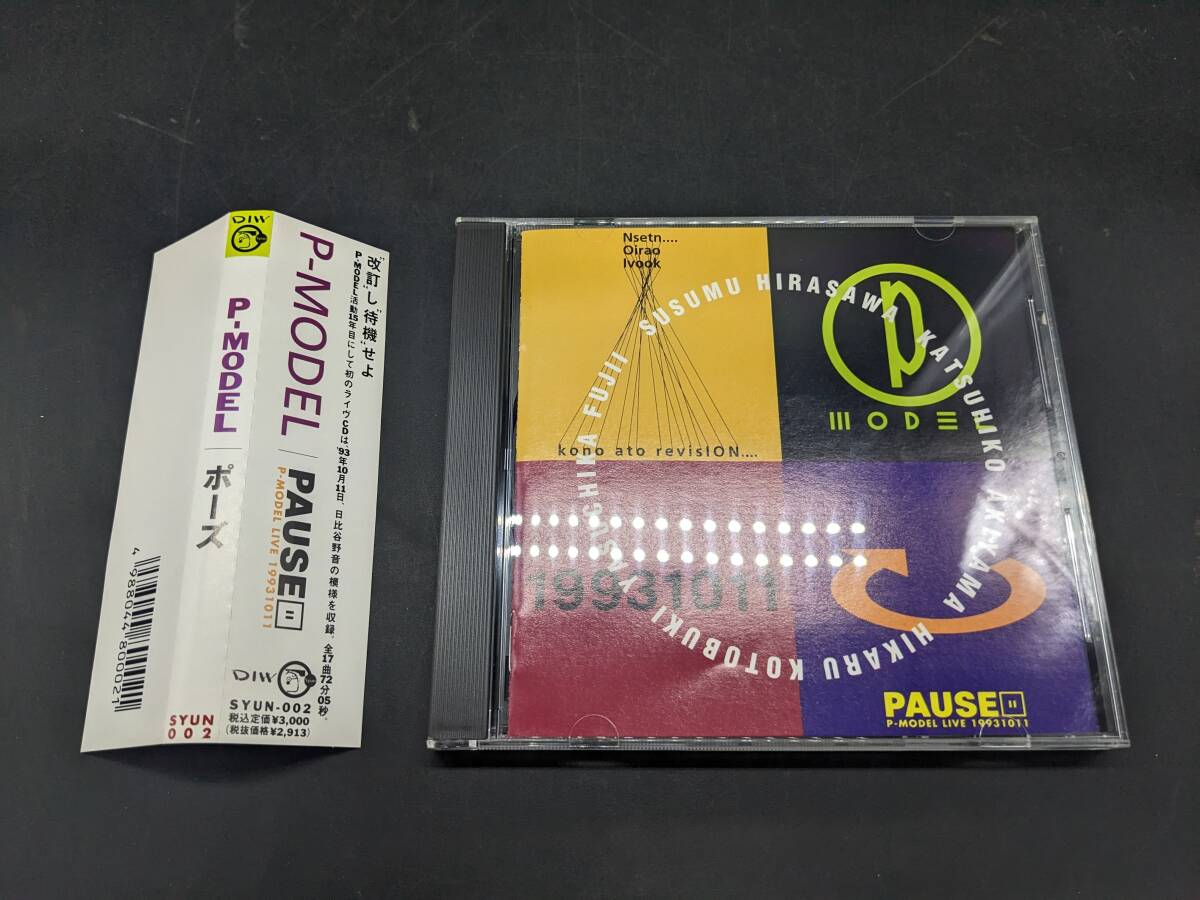 DIW
P-MODEL
ポーズ
4 988044 800021
SYUN
002
"改訂"し"待機"せよ
P-MODEL活動15年目にして初のライヴCDは、'93年10月11日、日比谷野音の模様を収録。全17曲72分05秒。
P-MODEL
PAUSE
P-MODEL LIVE 19931011
DIW
SYUN-002
税込定価¥3,000
(税抜価格¥2,913)
Nsetn....
Oirao
Ivook
kono ato revisION....
SUSUMU HIRASAWA
KATSUHIKO AKIYAMA
HIKARU KOTOBUKI
YASUCHIKA FUJII
P
MODEL
19931011
PAUSE
P-MODEL LIVE 19931011